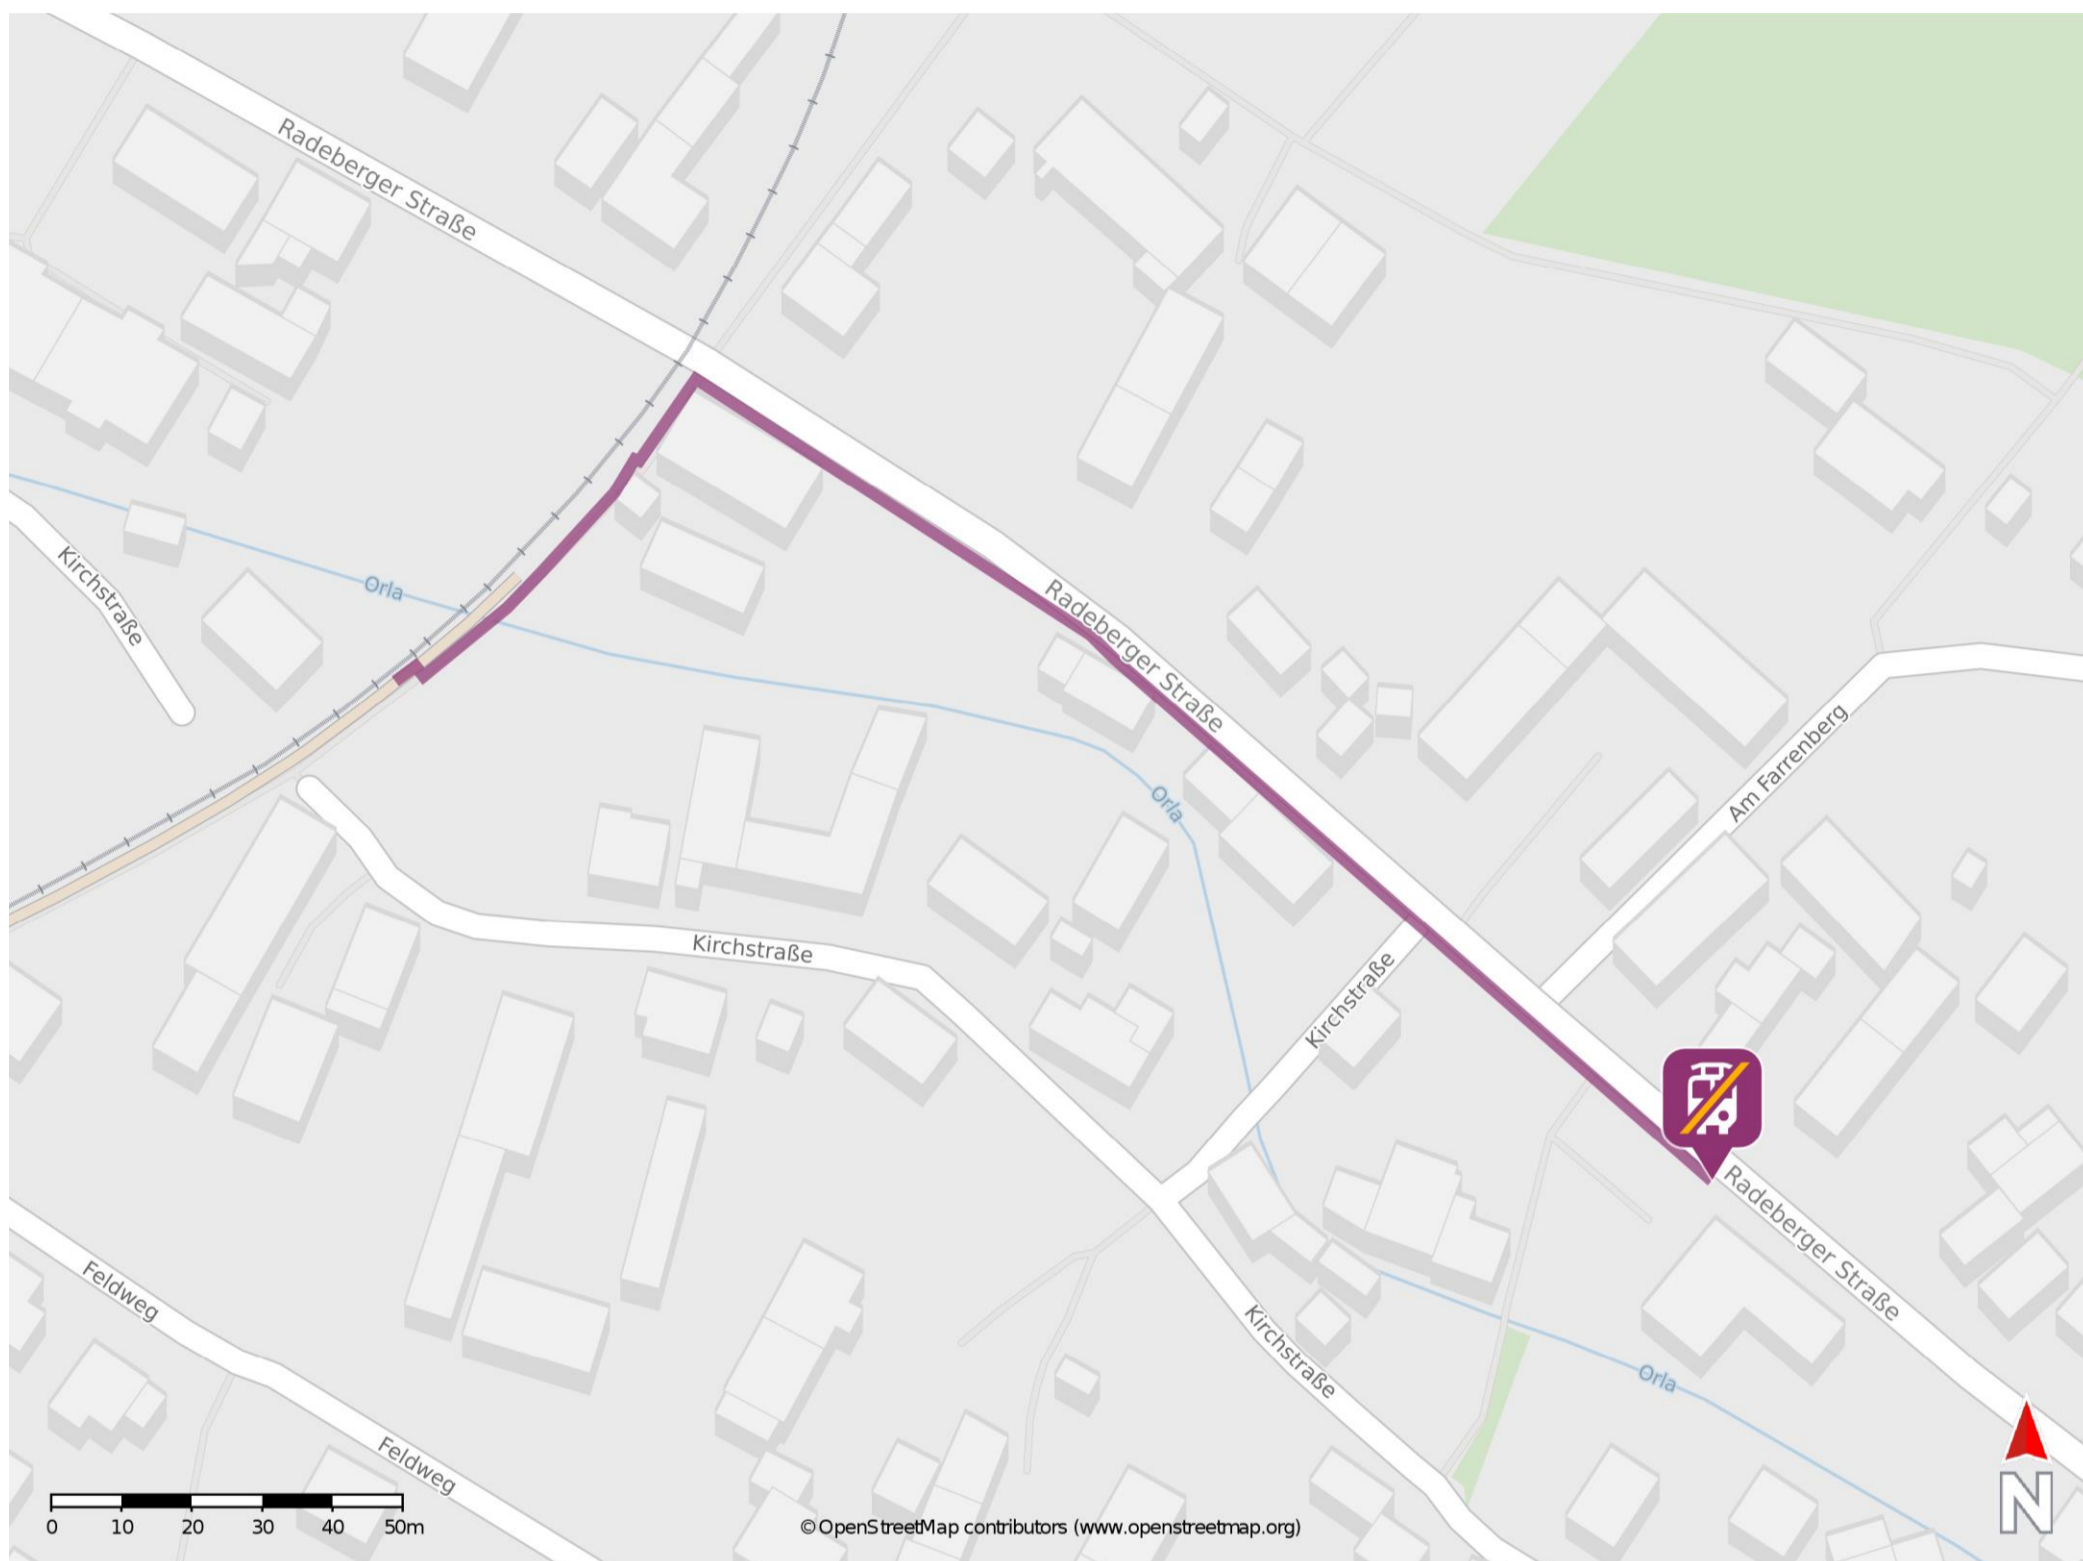 Radeberger Straße
Kirchstraße
Orla
Radeberger Straße
Am Farrenberg
Orla
Kirchstraße
Kirchstraße
Radeberger Straße
Feldweg
Kirchstraße
Orla
Feldweg
N
0 10 20 30 40 50m
©OpenStreetMap contributors (www.openstreetmap.org)